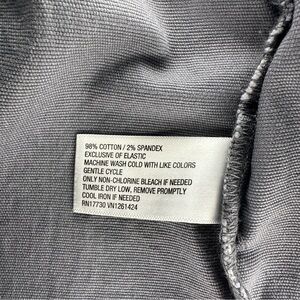 98% COTTON / 2% SPANDEX
EXCLUSIVE OF ELASTIC
MACHINE WASH COLD WITH LIKE COLORS
GENTLE CYCLE
ONLY NON-CHLORINE BLEACH IF NEEDED
TUMBLE DRY LOW, REMOVE PROMPTLY
COOL IRON IF NEEDED
RN17730 VN1261424